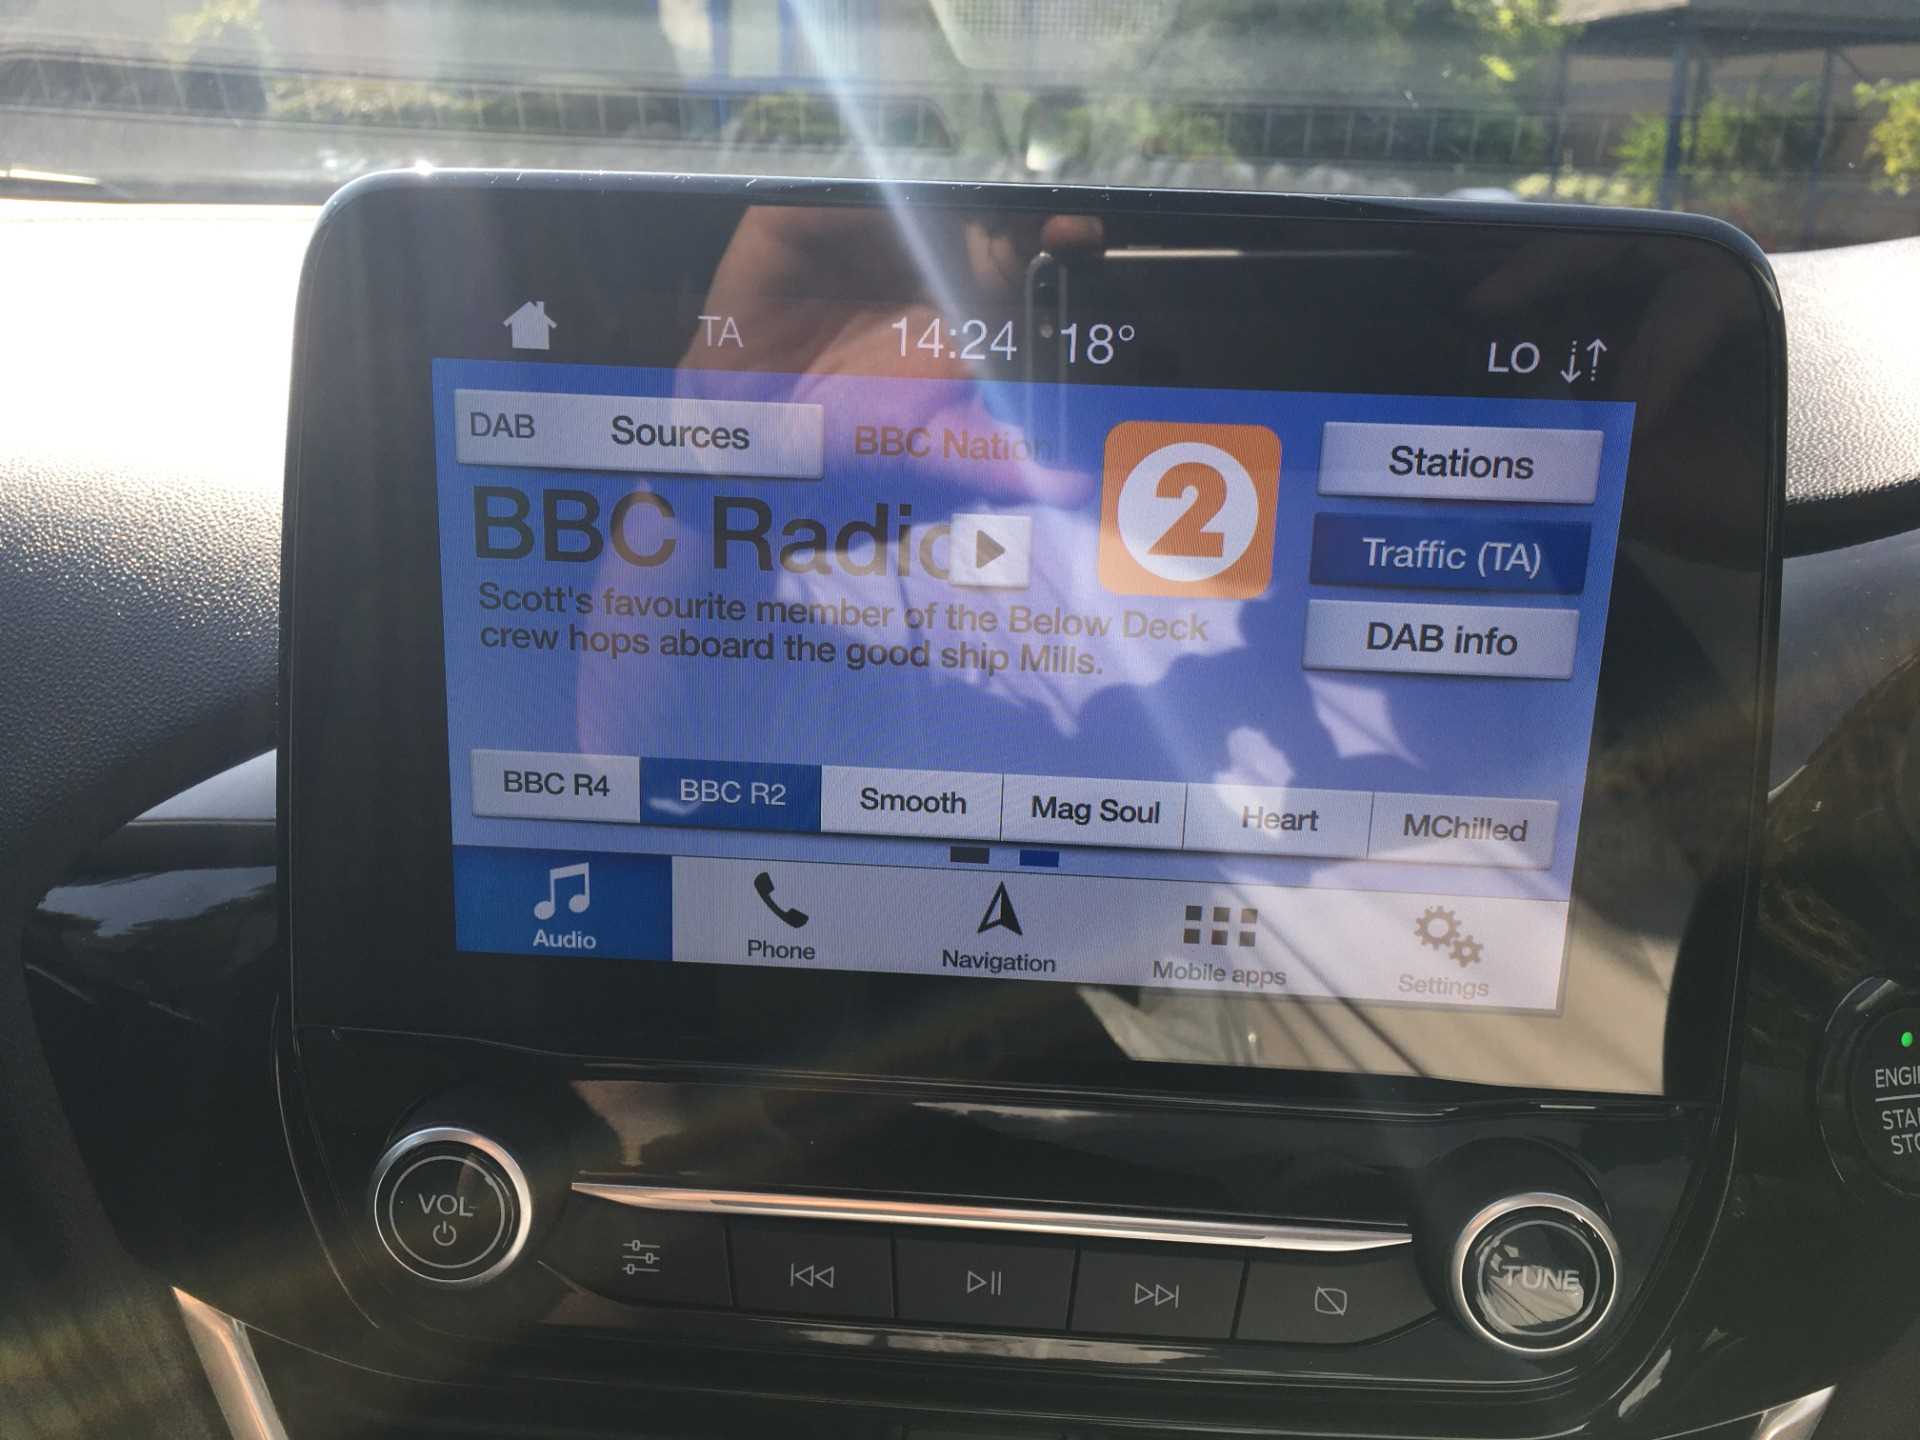 TA 14:24 18° LO
DAB Sources BBC Nation 2 Stations
BBC Radio
Traffic (TA)
Scott's favourite member of the Below Deck
crew hops aboard the good ship Mills.
DAB info
BBC R4 BBC R2 Smooth Mag Soul Heart MChilled
Audio Phone Navigation Mobile apps Settings
VOL
TUNE